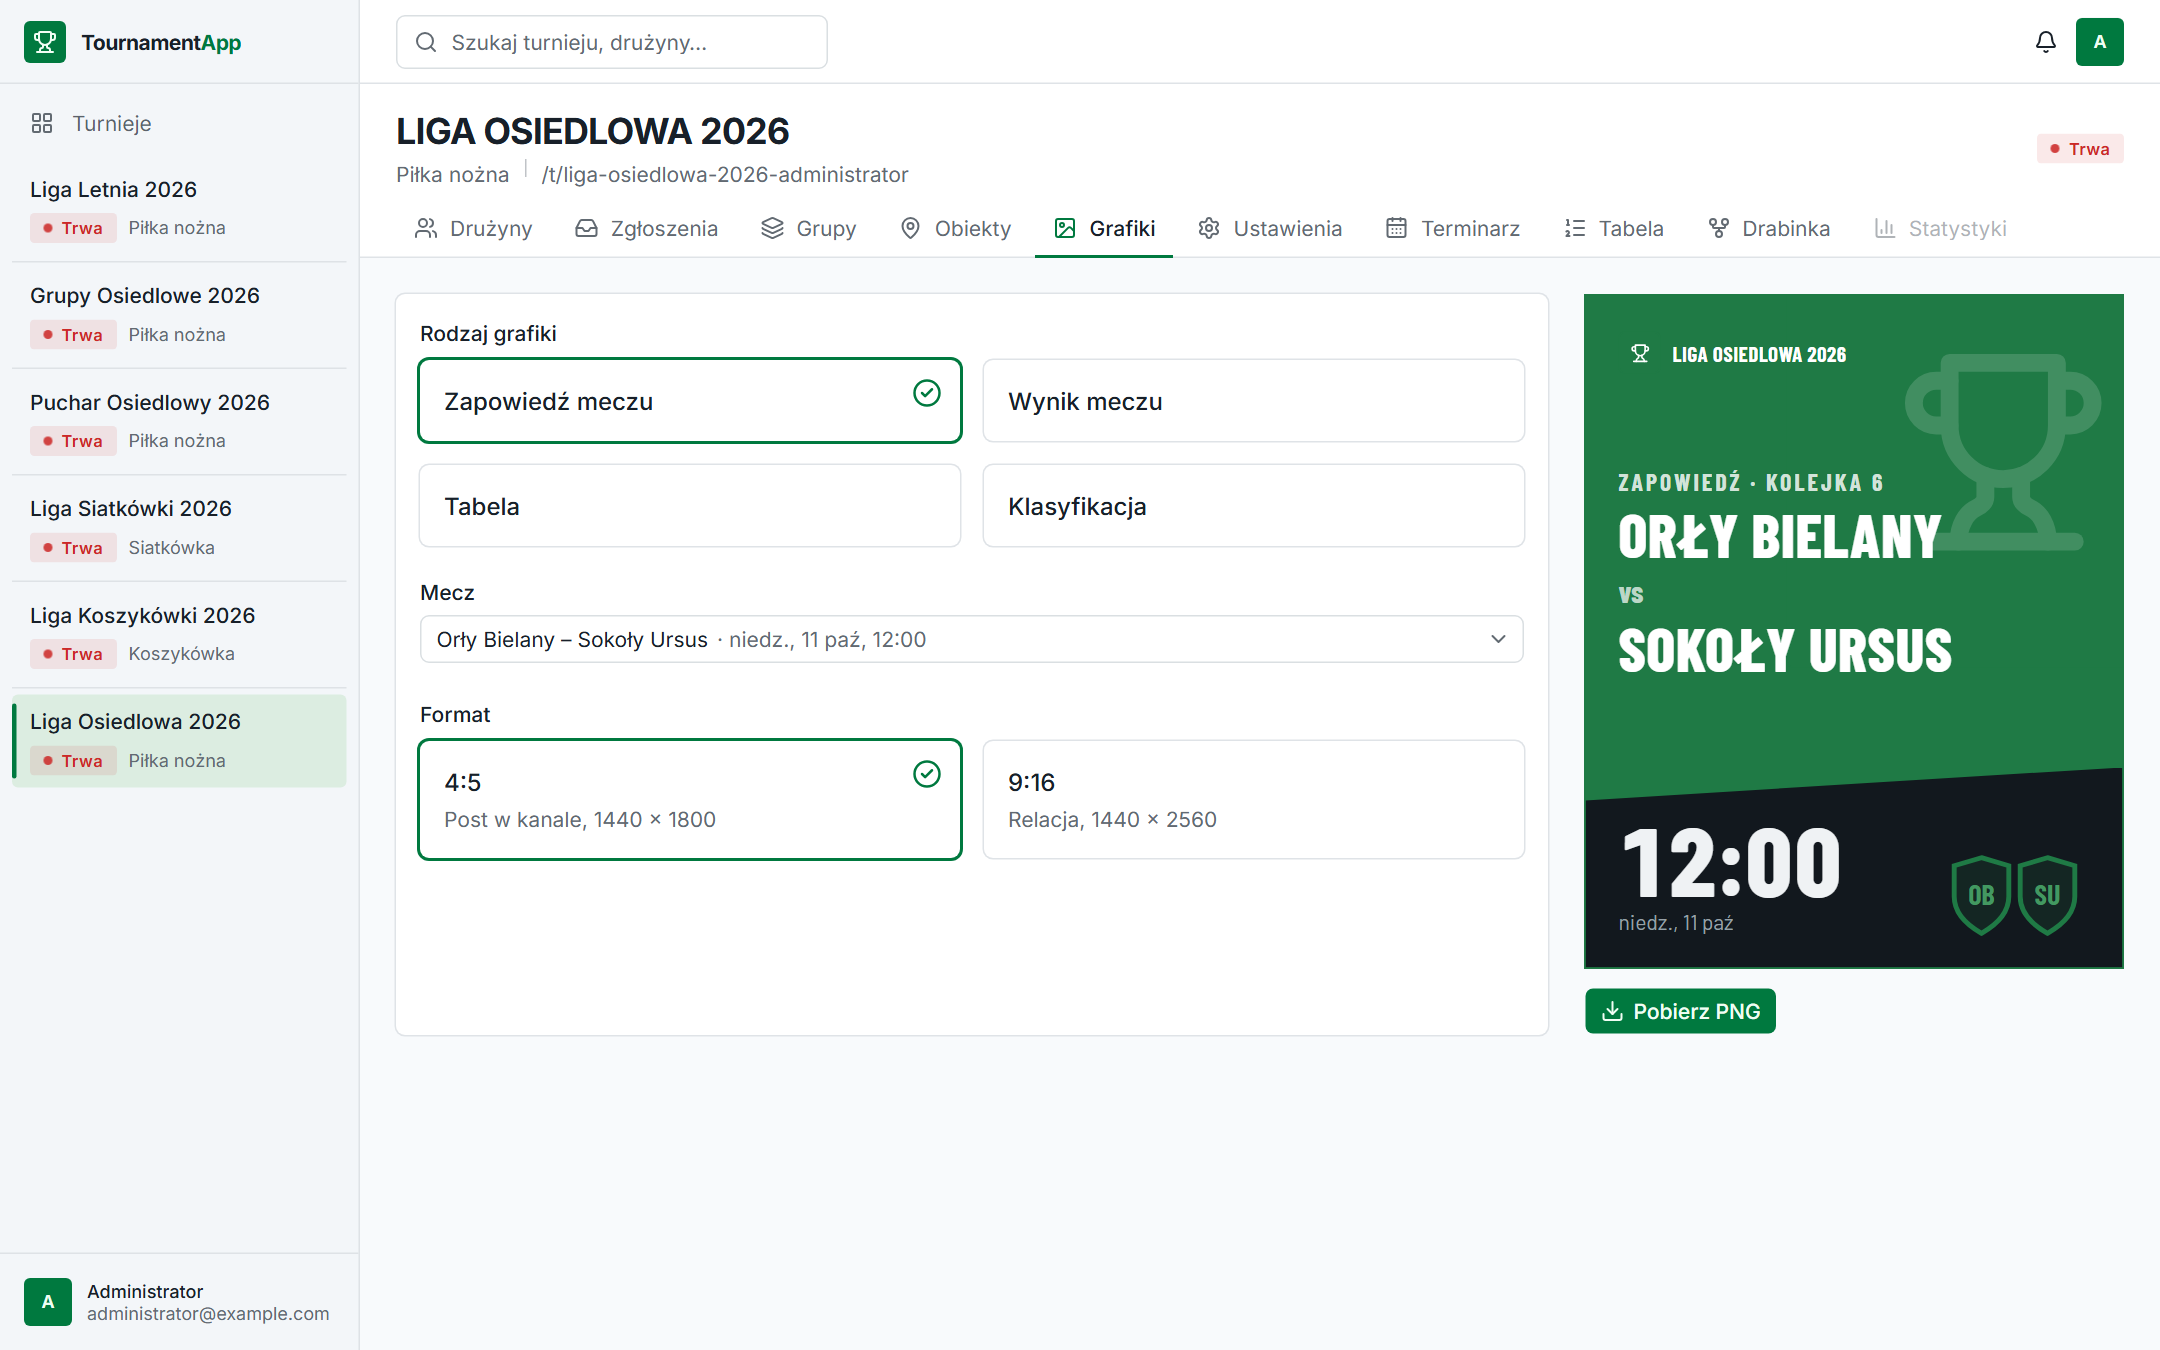 TournamentApp
Szukaj turnieju, drużyny...
A
Turnieje
Liga Letnia 2026
Trwa Piłka nożna
Grupy Osiedlowe 2026
Trwa Piłka nożna
Puchar Osiedlowy 2026
Trwa Piłka nożna
Liga Siatkówki 2026
Trwa Siatkówka
Liga Koszykówki 2026
Trwa Koszykówka
Liga Osiedlowa 2026
Trwa Piłka nożna
A
Administrator
administrator@example.com
LIGA OSIEDLOWA 2026
Piłka nożna /t/liga-osiedlowa-2026-administrator
Trwa
Drużyny Zgłoszenia Grupy Obiekty Grafiki Ustawienia Terminarz Tabela Drabinka Statystyki
Rodzaj grafiki
Zapowiedź meczu
Wynik meczu
Tabela
Klasyfikacja
Mecz
Orły Bielany – Sokoły Ursus · niedz., 11 paź, 12:00
Format
4:5
Post w kanale, 1440 × 1800
9:16
Relacja, 1440 × 2560
LIGA OSIEDLOWA 2026
ZAPOWIEDŹ · KOLEJKA 6
ORŁY BIELANY
VS
SOKOŁY URSUS
12:00
niedz., 11 paź
OB SU
Pobierz PNG